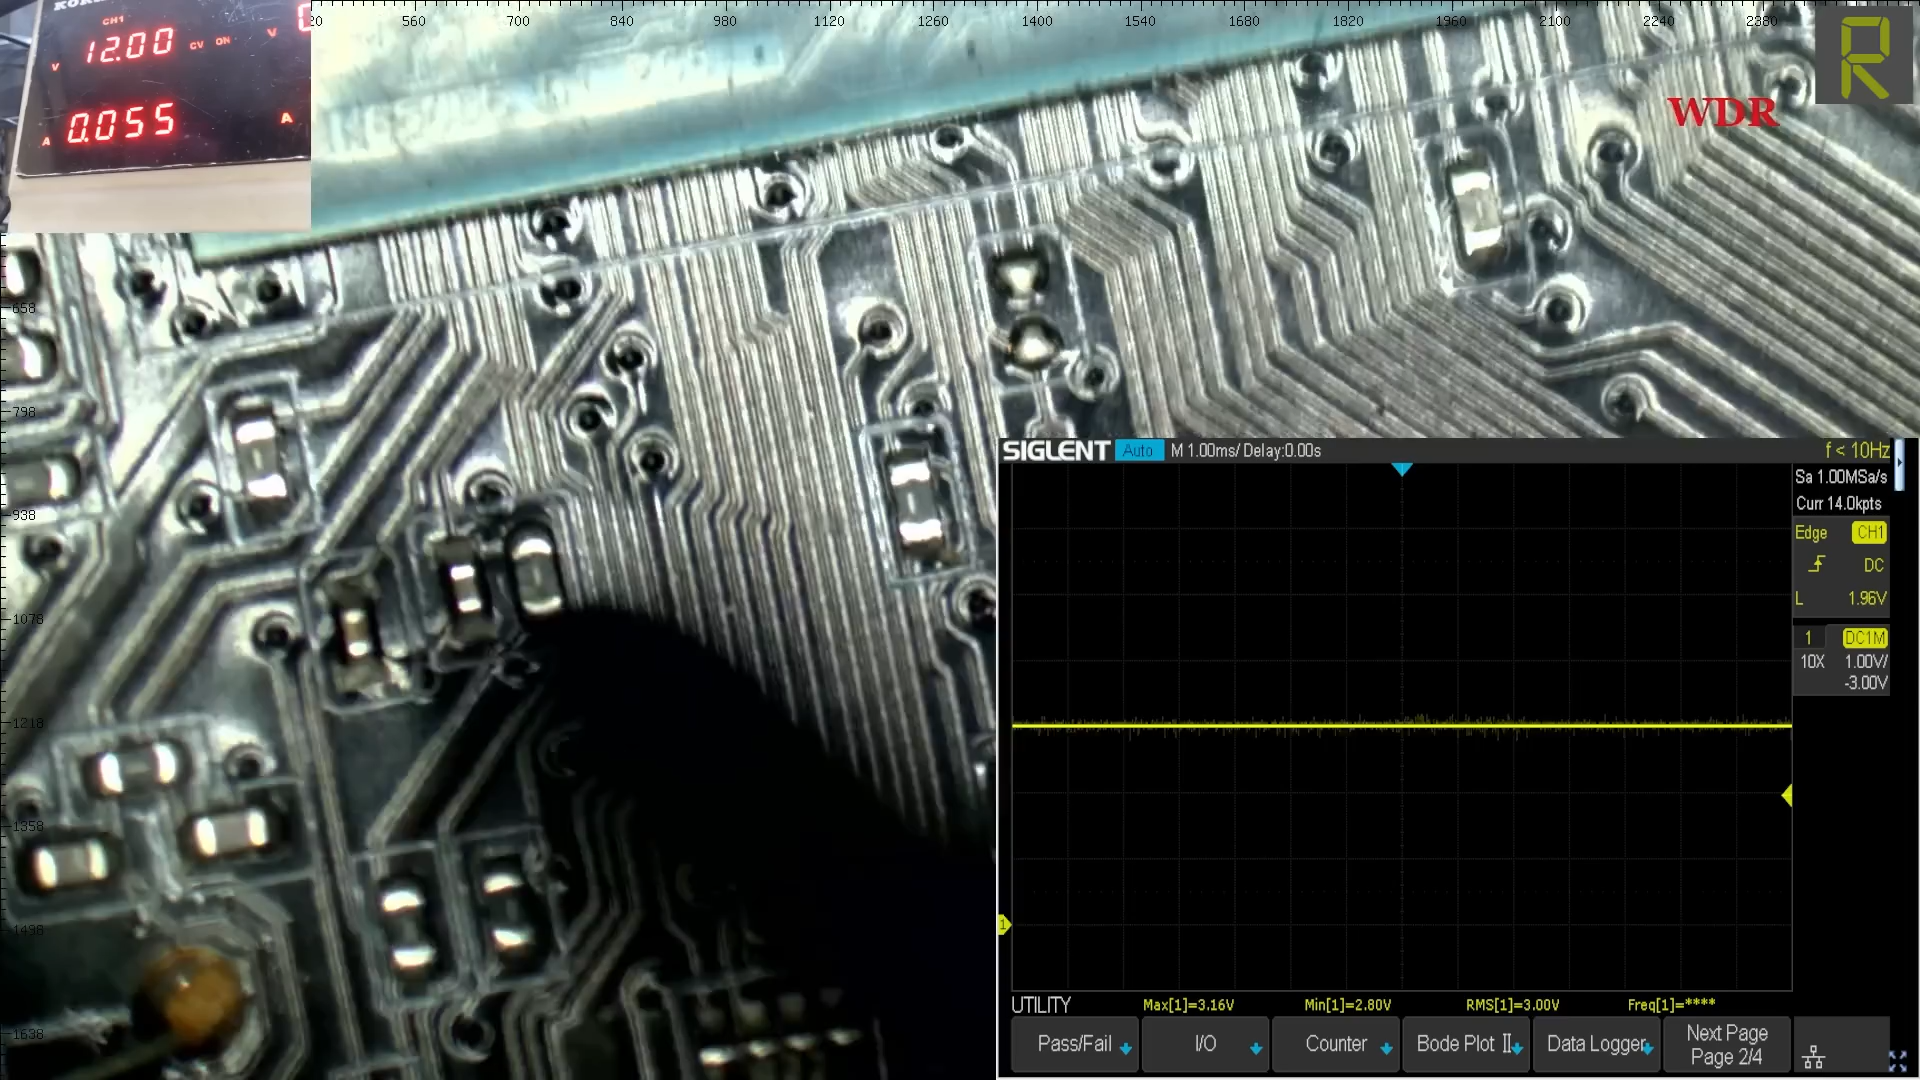 CH1
12.00 CV ON V
V
0.055 A
A
560 700 840 980 1120 1260 1400 1540 1680 1820 1960 2100 2240 2380
R
WDR
658
798
938
1078
1218
1358
1498
1638
SIGLENT Auto M 1.00ms/ Delay:0.00s f < 10Hz
Sa 1.00MSa/s
Curr 14.0kpts
Edge CH1
DC
L 1.96V
1 DC1M
10X 1.00V/
-3.00V
1
UTILITY Max[1]=3.16V Min[1]=2.80V RMS[1]=3.00V Freq[1]=****
Pass/Fail I/O Counter Bode Plot II Data Logger Next Page
Page 2/4